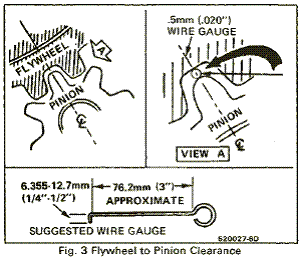 FLYWHEEL
A
PINION
℄
.5mm (.020")
WIRE GAUGE
PINION
℄
VIEW A
6.355-12.7mm
(1/4"-1/2")
76.2mm (3")
APPROXIMATE
SUGGESTED WIRE GAUGE
520027-6D
Fig. 3 Flywheel to Pinion Clearance